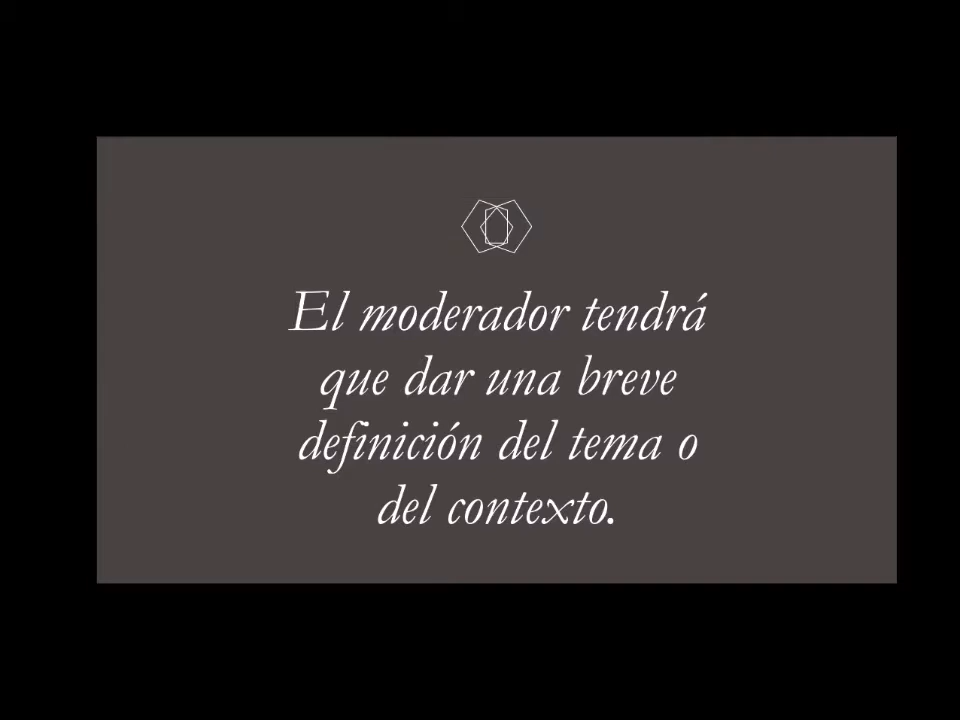 El moderador tendrá
que dar una breve
definición del tema o
del contexto.